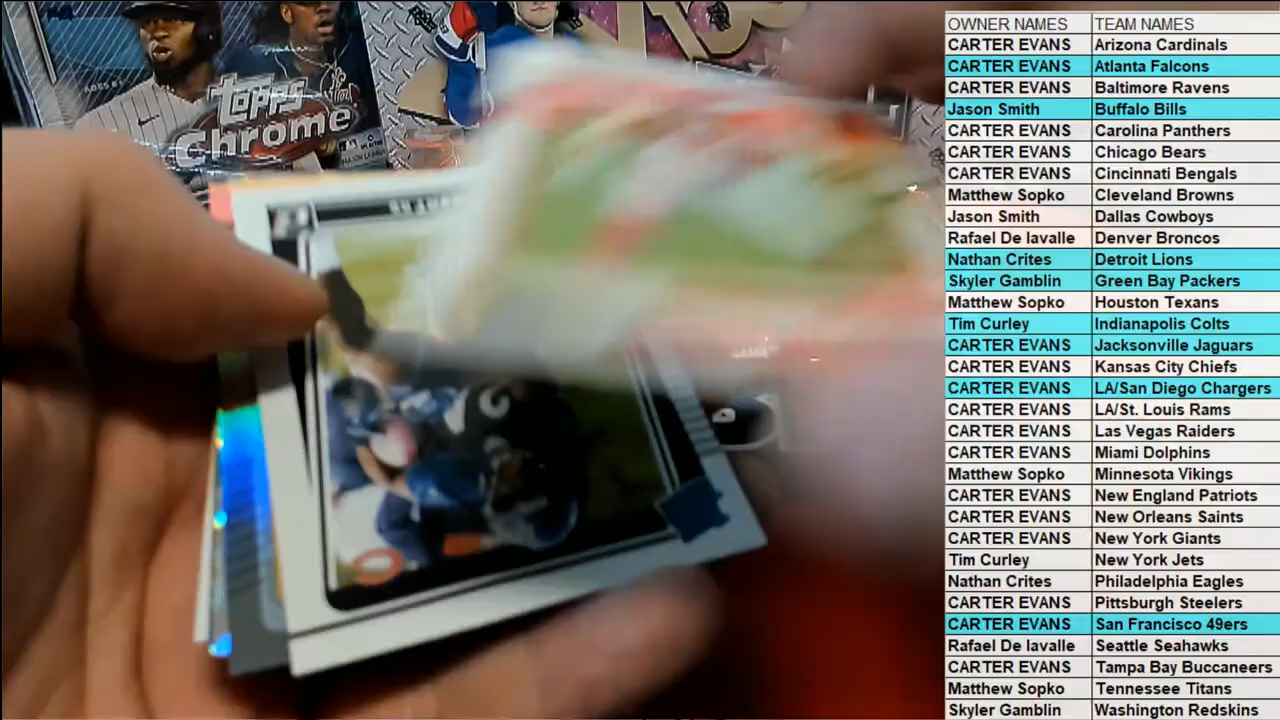 Topps
Chrome
OWNER NAMES TEAM NAMES
CARTER EVANS Arizona Cardinals
CARTER EVANS Atlanta Falcons
CARTER EVANS Baltimore Ravens
Jason Smith Buffalo Bills
CARTER EVANS Carolina Panthers
CARTER EVANS Chicago Bears
CARTER EVANS Cincinnati Bengals
Matthew Sopko Cleveland Browns
Jason Smith Dallas Cowboys
Rafael De lavalle Denver Broncos
Nathan Crites Detroit Lions
Skyler Gamblin Green Bay Packers
Matthew Sopko Houston Texans
Tim Curley Indianapolis Colts
CARTER EVANS Jacksonville Jaguars
CARTER EVANS Kansas City Chiefs
CARTER EVANS LA/San Diego Chargers
CARTER EVANS LA/St. Louis Rams
CARTER EVANS Las Vegas Raiders
CARTER EVANS Miami Dolphins
Matthew Sopko Minnesota Vikings
CARTER EVANS New England Patriots
CARTER EVANS New Orleans Saints
CARTER EVANS New York Giants
Tim Curley New York Jets
Nathan Crites Philadelphia Eagles
CARTER EVANS Pittsburgh Steelers
CARTER EVANS San Francisco 49ers
Rafael De lavalle Seattle Seahawks
CARTER EVANS Tampa Bay Buccaneers
Matthew Sopko Tennessee Titans
Skyler Gamblin Washington Redskins